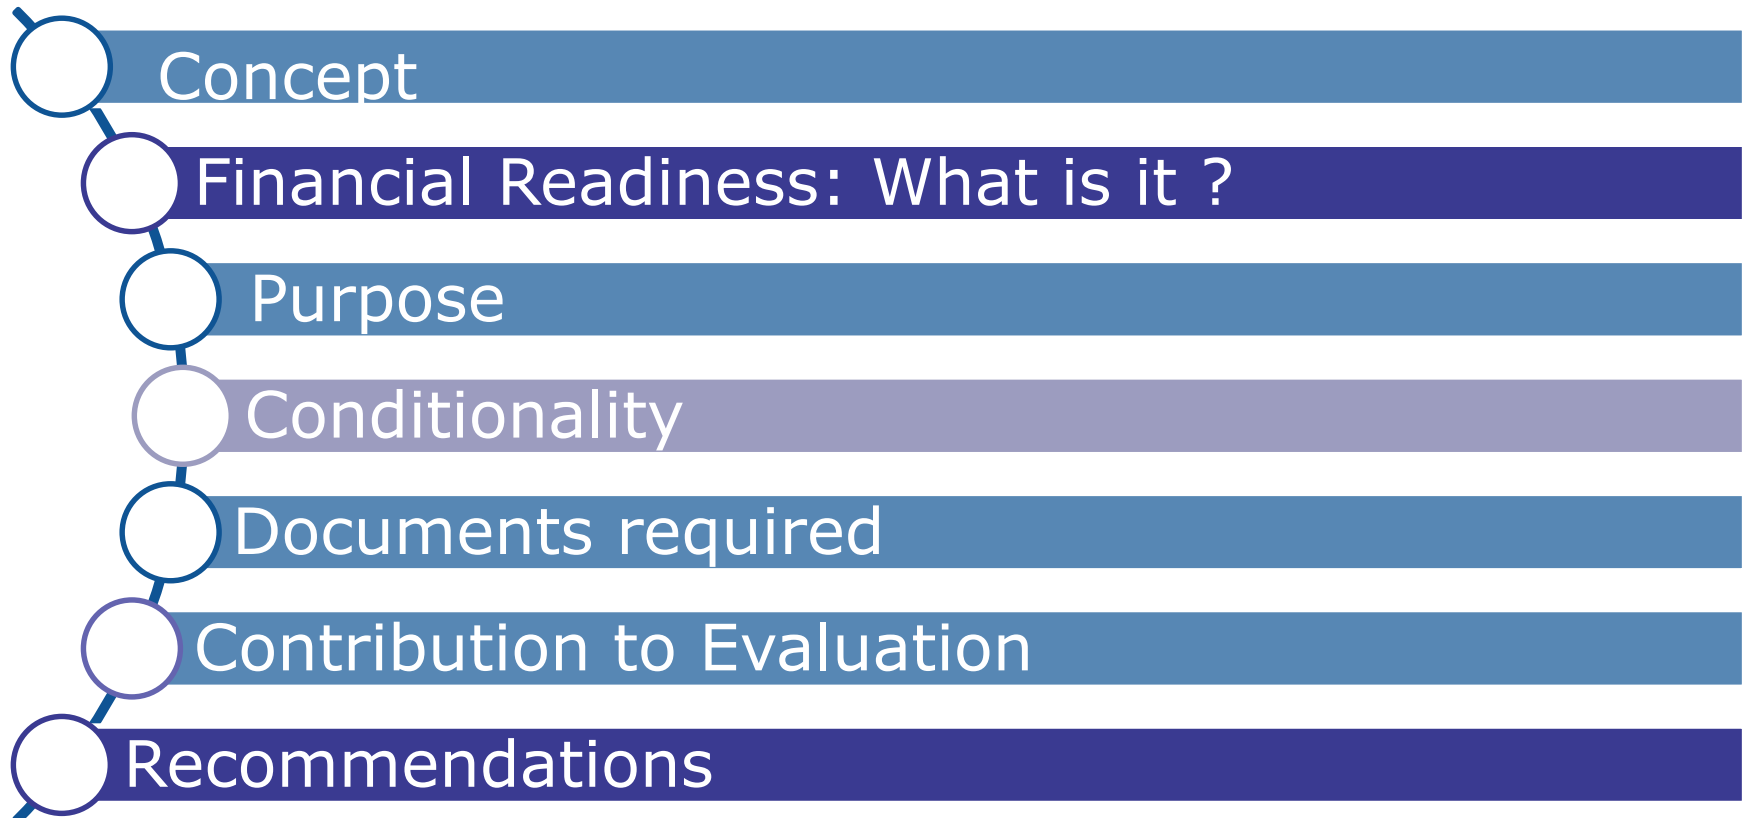 Concept
Financial Readiness: What is it ?
Purpose
Conditionality
Documents required
Contribution to Evaluation
Recommendations